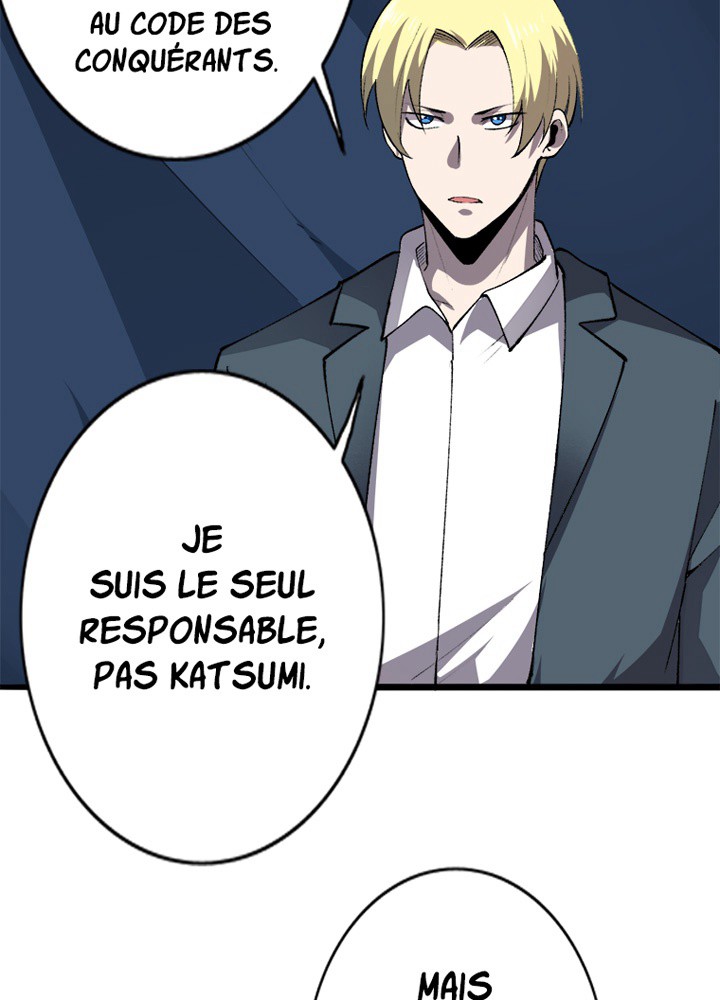 AU CODE DES
CONQUÉRANTS.
JE
SUIS LE SEUL
RESPONSABLE,
PAS KATSUMI.
MAIS